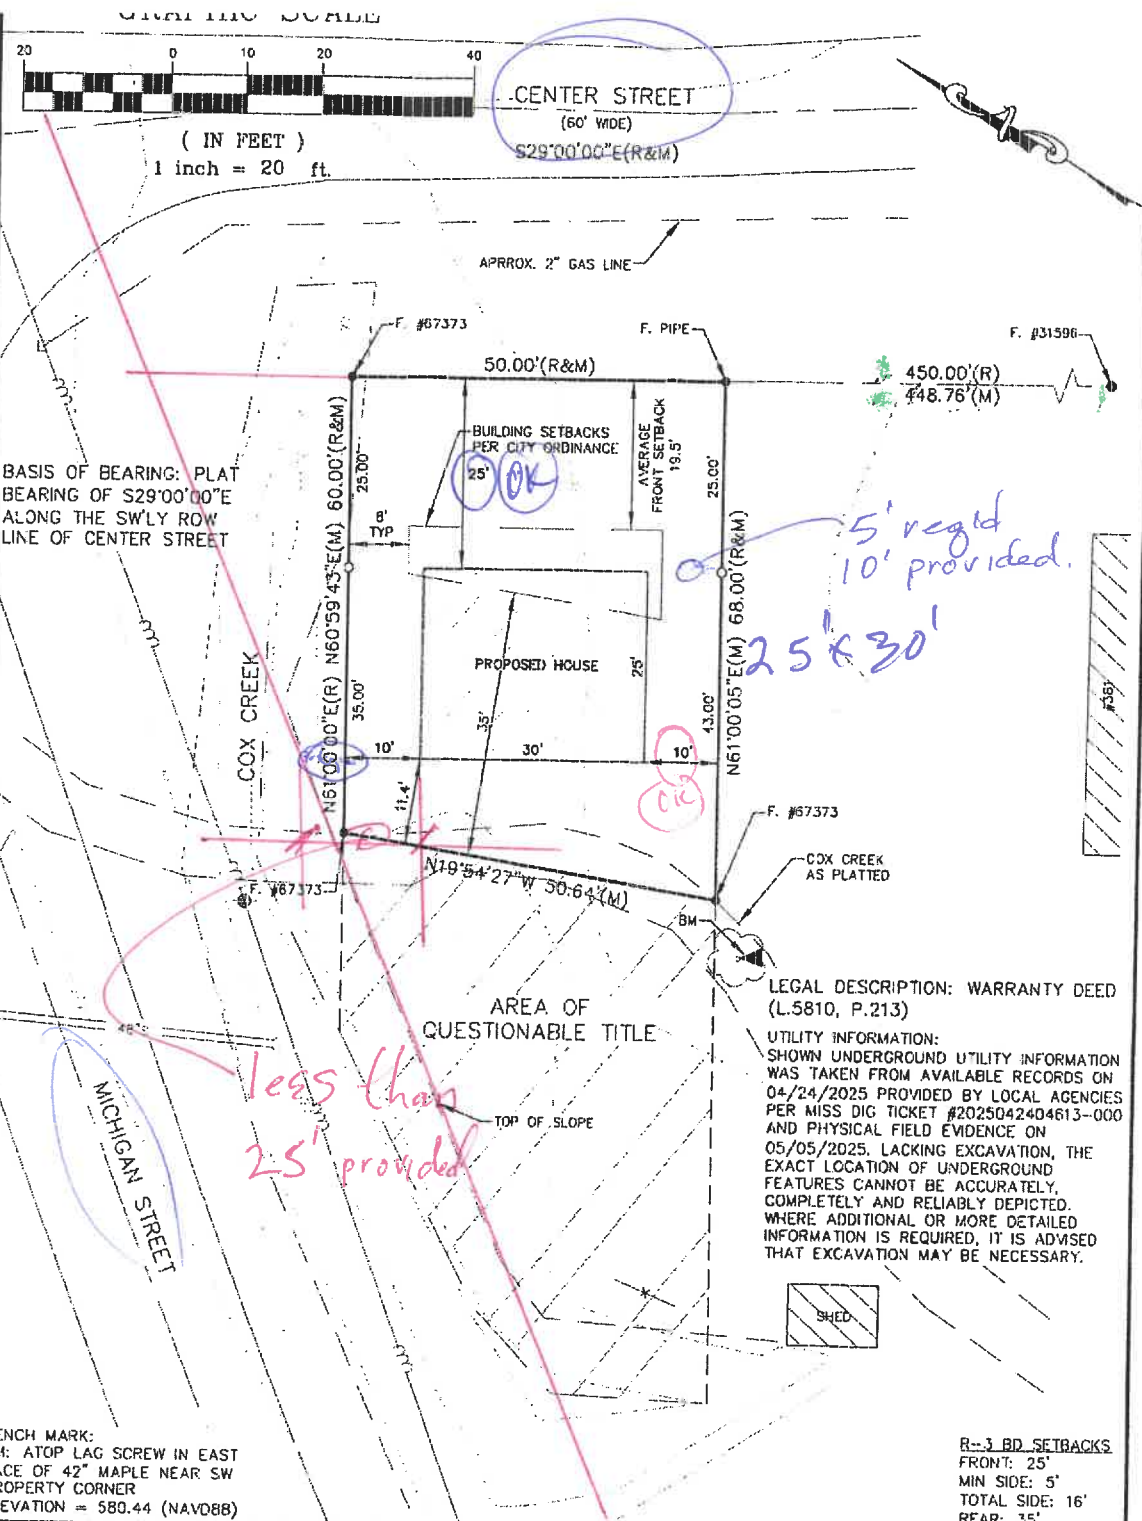 GRAPHIC SCALE
20 0 10 20 40
( IN FEET )
1 inch = 20 ft.
CENTER STREET
(60' WIDE)
S29°00'00"E(R&M)
APRROX. 2" GAS LINE
F. #67373
F. PIPE
F. #31596
50.00'(R&M)
450.00'(R)
448.76'(M)
BUILDING SETBACKS
PER CITY ORDINANCE
25'
OK
AVERAGE
FRONT SETBACK
19.5'
25.00'
25.00'
8'
TYP
BASIS OF BEARING: PLAT
BEARING OF S29°00'00"E
ALONG THE SW'LY ROW
LINE OF CENTER STREET
N61°00'00"E(R) N60°59'43"E(M) 60.00'(R&M)
N61°00'05"E(M) 68.00'(R&M)
5' req'd
10' provided.
25' x 30'
PROPOSED HOUSE
25'
35'
35.00'
43.00'
#381
COX CREEK
10'
30'
10'
OK
11.4'
F. #67373
COX CREEK
AS PLATTED
N19°54'27"W 50.64'(M)
F. #67373
BM
AREA OF
QUESTIONABLE TITLE
LEGAL DESCRIPTION: WARRANTY DEED
(L.5810, P.213)
UTILITY INFORMATION:
SHOWN UNDERGROUND UTILITY INFORMATION
WAS TAKEN FROM AVAILABLE RECORDS ON
04/24/2025 PROVIDED BY LOCAL AGENCIES
PER MISS DIG TICKET #2025042404613-000
AND PHYSICAL FIELD EVIDENCE ON
05/05/2025. LACKING EXCAVATION, THE
EXACT LOCATION OF UNDERGROUND
FEATURES CANNOT BE ACCURATELY,
COMPLETELY AND RELIABLY DEPICTED.
WHERE ADDITIONAL OR MORE DETAILED
INFORMATION IS REQUIRED, IT IS ADVISED
THAT EXCAVATION MAY BE NECESSARY.
less than
25' provided
TOP OF SLOPE
MICHIGAN STREET
SHED
ENCH MARK:
M: ATOP LAG SCREW IN EAST
ACE OF 42" MAPLE NEAR SW
ROPERTY CORNER
EVATION = 580.44 (NAVD88)
R-3 BD SETBACKS
FRONT: 25'
MIN SIDE: 5'
TOTAL SIDE: 16'
REAR: 35'